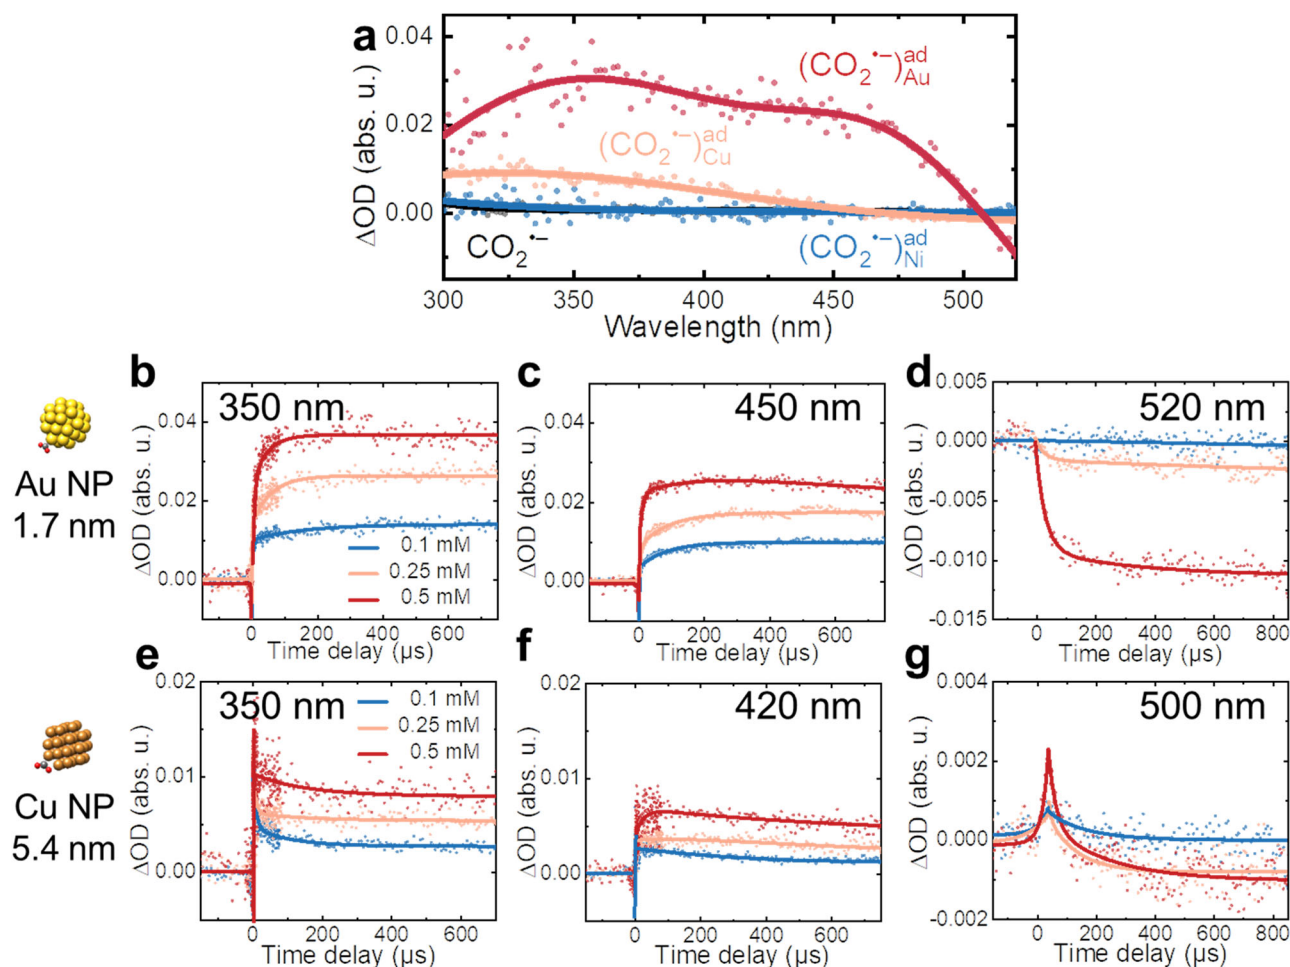 a
ΔOD (abs. u.)
0.04
0.02
0.00
(CO₂•−)ᵃᵈAu
(CO₂•−)ᵃᵈCu
CO₂•−
(CO₂•−)ᵃᵈNi
300 350 400 450 500
Wavelength (nm)
Au NP
1.7 nm
b
350 nm
ΔOD (abs. u.)
0.04
0.02
0.00
0.1 mM
0.25 mM
0.5 mM
0 200 400 600
Time delay (µs)
c
450 nm
ΔOD (abs. u.)
0.04
0.02
0.00
0 200 400 600
Time delay (µs)
d
520 nm
ΔOD (abs. u.)
0.005
0.000
-0.005
-0.010
-0.015
0 200 400 600 800
Time delay (µs)
Cu NP
5.4 nm
e
350 nm
ΔOD (abs. u.)
0.02
0.01
0.00
0.1 mM
0.25 mM
0.5 mM
0 200 400 600
Time delay (µs)
f
420 nm
ΔOD (abs. u.)
0.02
0.01
0.00
0 200 400 600
Time delay (µs)
g
500 nm
ΔOD (abs. u.)
0.004
0.002
0.000
-0.002
0 200 400 600 800
Time delay (µs)